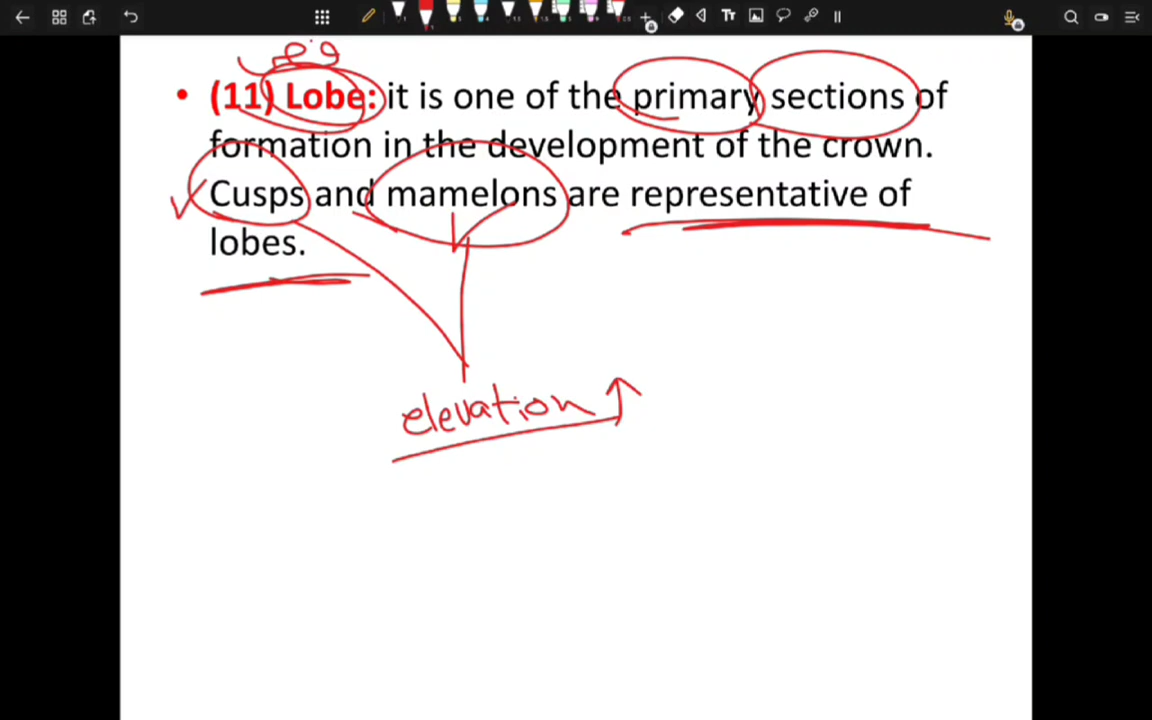 • (11) Lobe: it is one of the primary sections of
formation in the development of the crown.
Cusps and mamelons are representative of
lobes.
elevation ↑